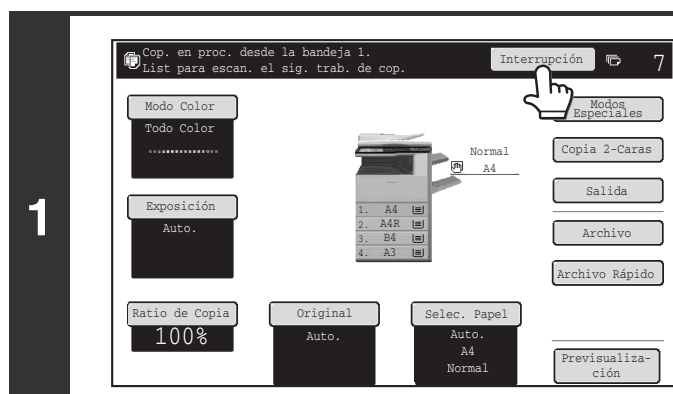 1
Cop. en proc. desde la bandeja 1.
List para escan. el sig. trab. de cop.
Interrupción
7
Modo Color
Todo Color
Exposición
Auto.
Ratio de Copia
100%
Original
Auto.
Selec. Papel
Auto.
A4
Normal
Normal
A4
1. A4
2. A4R
3. B4
4. A3
Modos
Especiales
Copia 2-Caras
Salida
Archivo
Archivo Rápido
Previsualiza-
ción